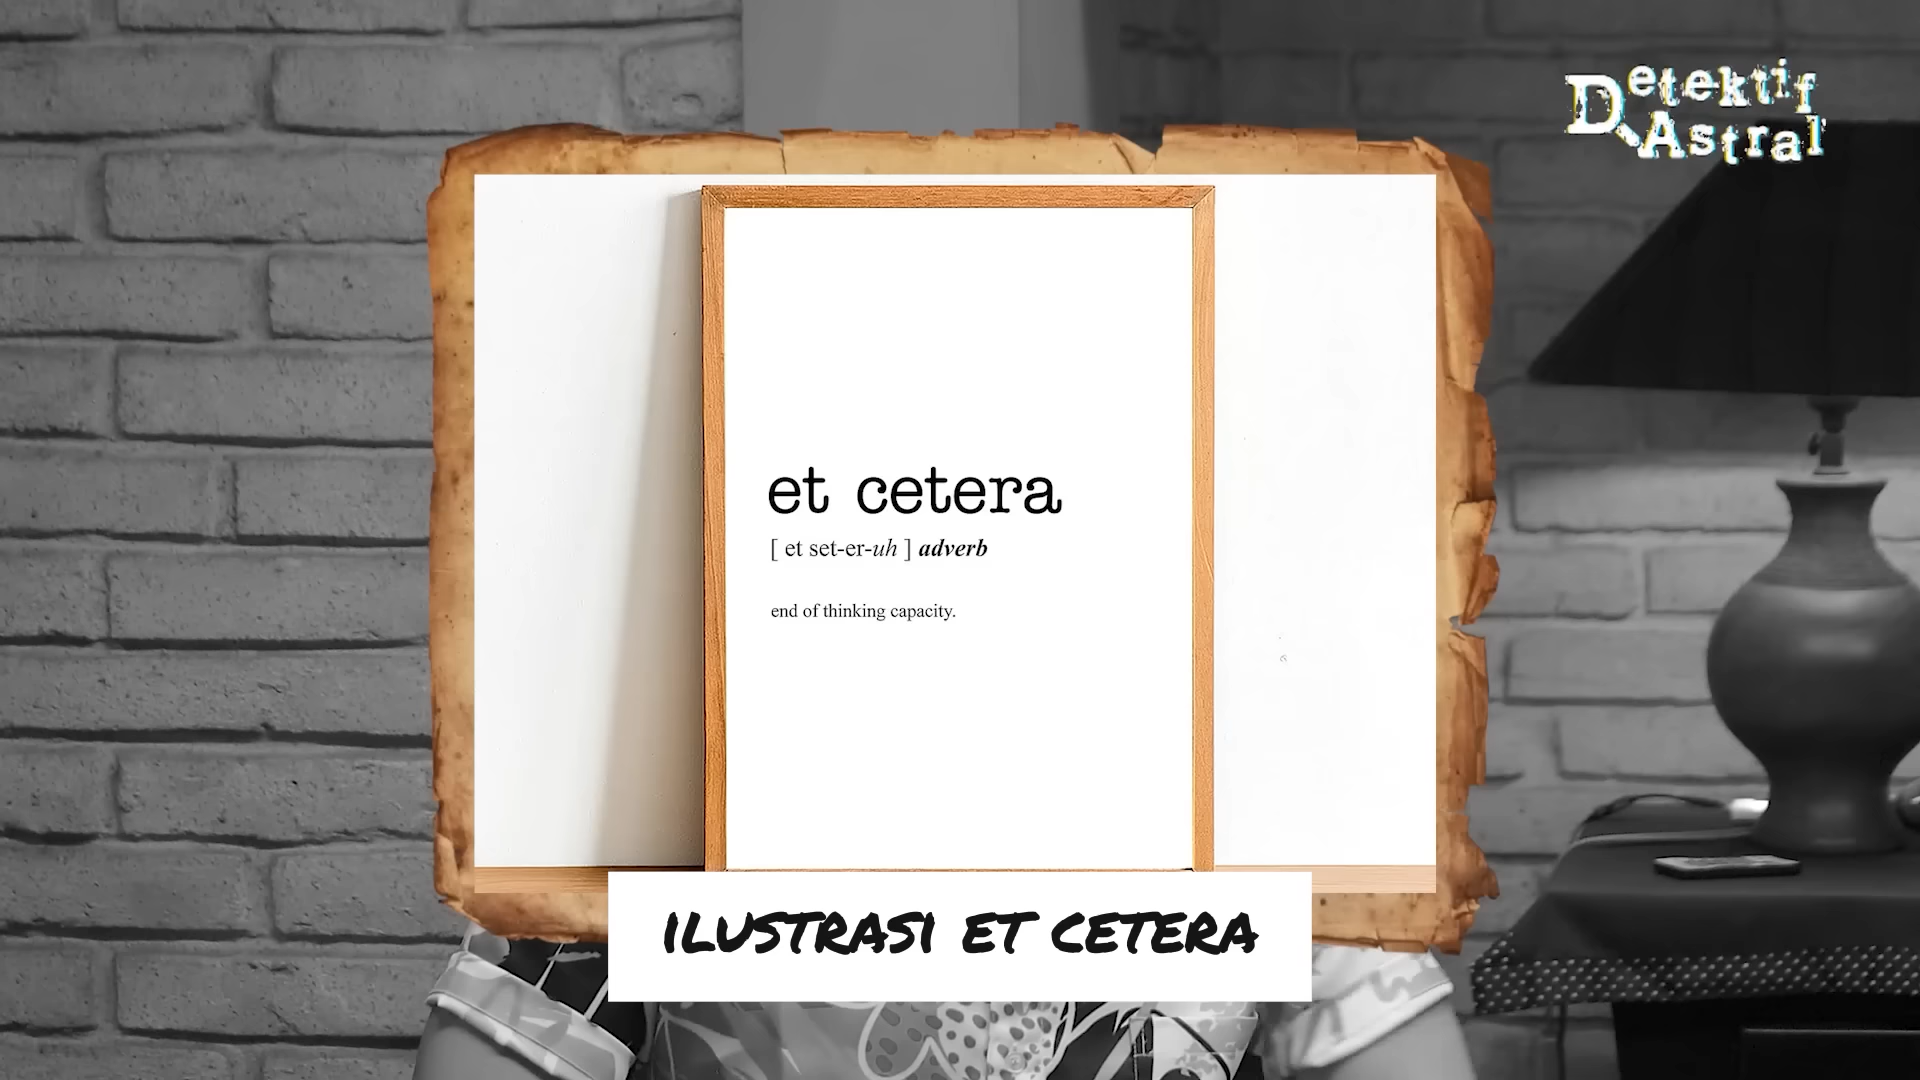 Detektif
Astral
et cetera
[ et set-er-uh ] adverb
end of thinking capacity.
ILUSTRASI ET CETERA